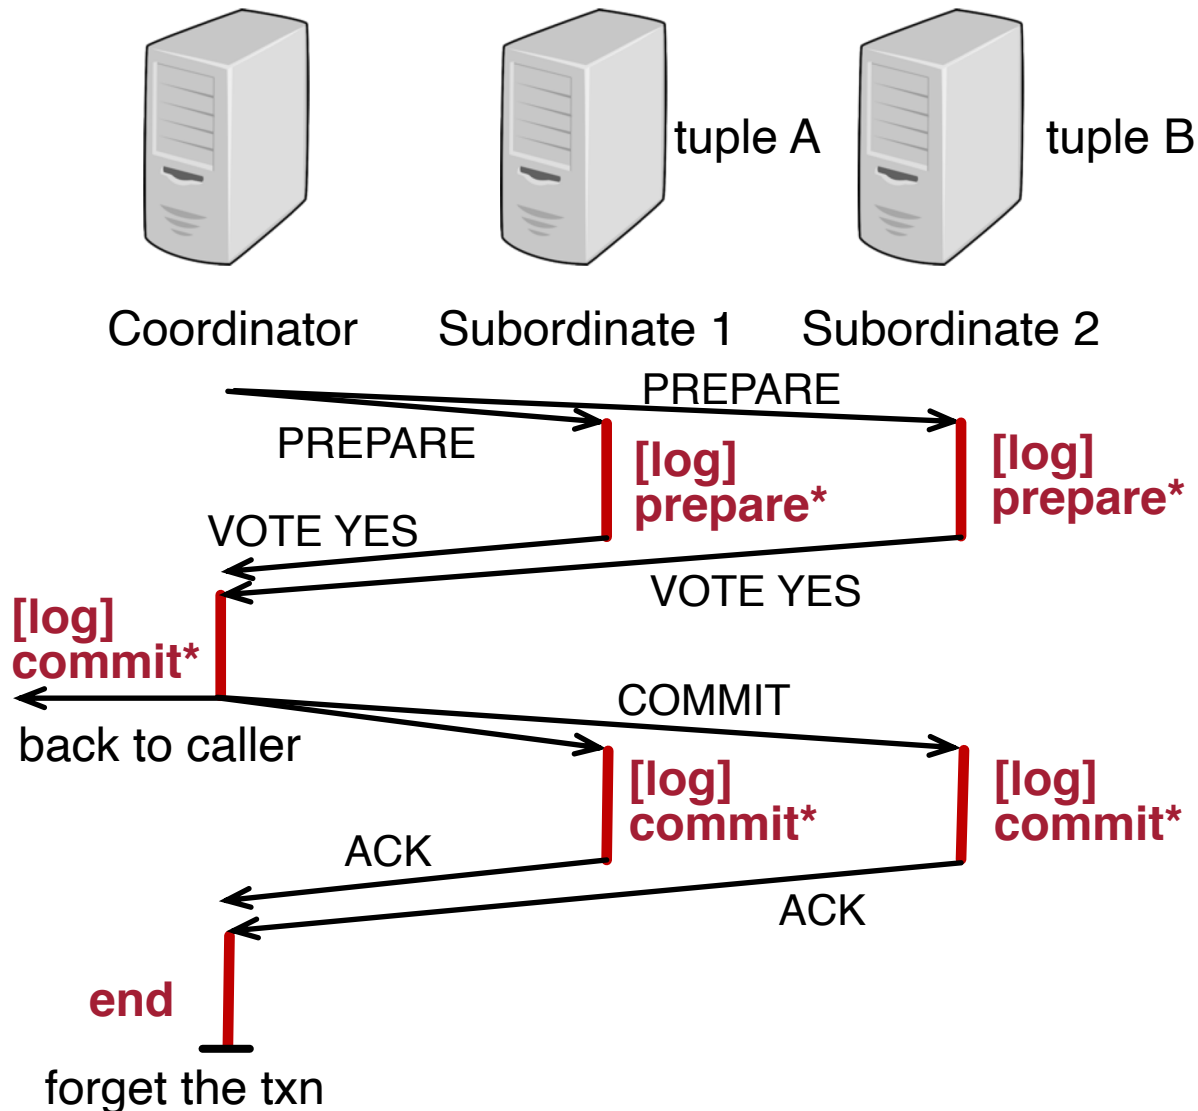 tuple A
tuple B
Coordinator
Subordinate 1
Subordinate 2
PREPARE
PREPARE
[log]
prepare*
[log]
prepare*
VOTE YES
VOTE YES
[log]
commit*
back to caller
COMMIT
[log]
commit*
[log]
commit*
ACK
ACK
end
forget the txn